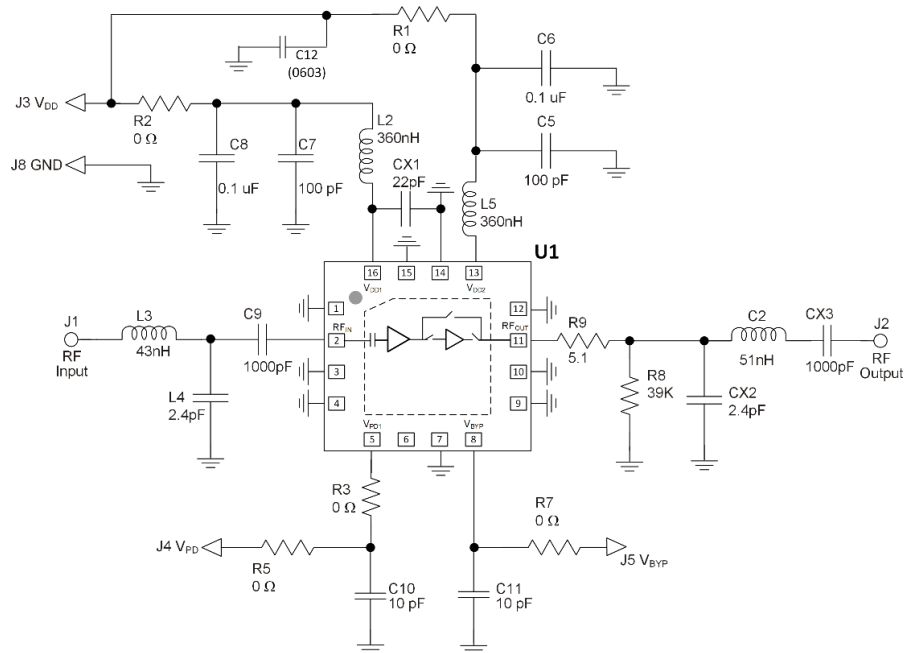 R1
0 Ω
C12
(0603)
C6
0.1 uF
J3 VDD
R2
0 Ω
L2
360nH
C8
0.1 uF
C7
100 pF
C5
100 pF
J8 GND
CX1
22pF
L5
360nH
U1
16
15
14
13
VDD1
VDD2
1
12
J1
RF
Input
L3
43nH
C9
1000pF
RFIN
2
RFOUT
11
R9
5.1
C2
51nH
CX3
1000pF
J2
RF
Output
L4
2.4pF
3
10
4
9
R8
39K
CX2
2.4pF
VPD1
VBYP
5
6
7
8
R3
0 Ω
R7
0 Ω
J4 VPD
R5
0 Ω
J5 VBYP
C10
10 pF
C11
10 pF